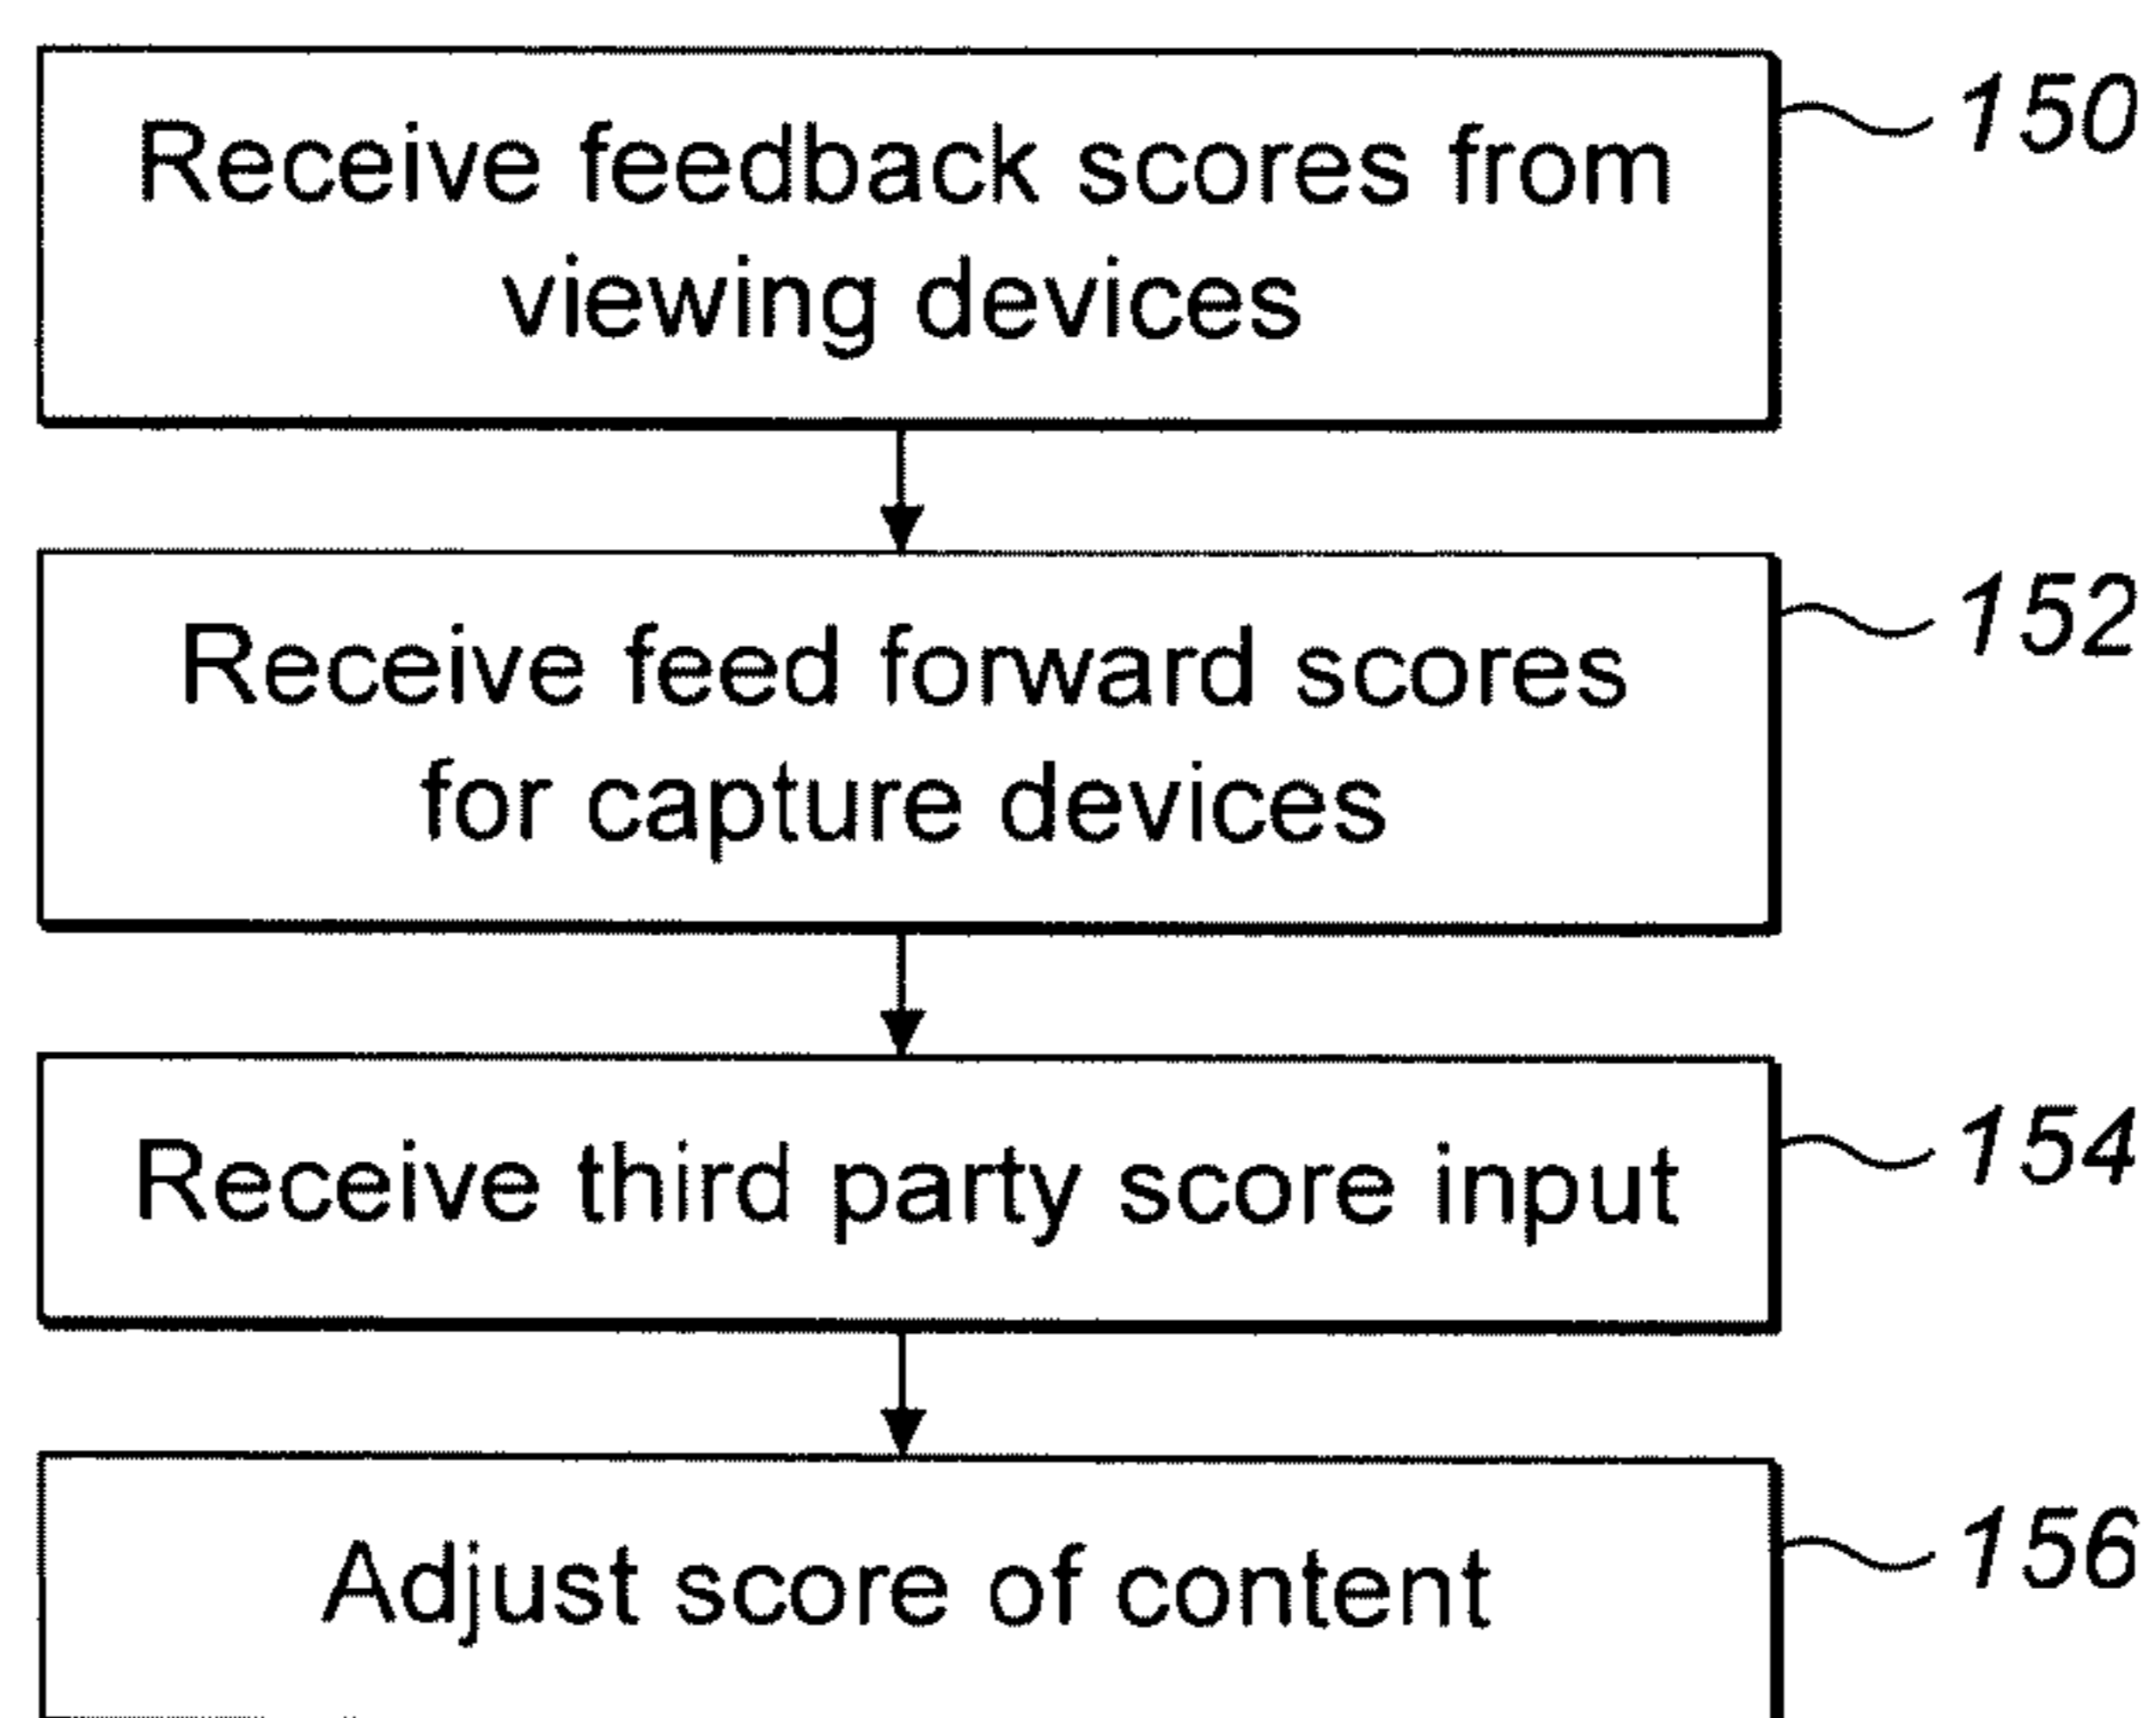 Receive feedback scores from
viewing devices
150
Receive feed forward scores
for capture devices
152
Receive third party score input
154
Adjust score of content
156